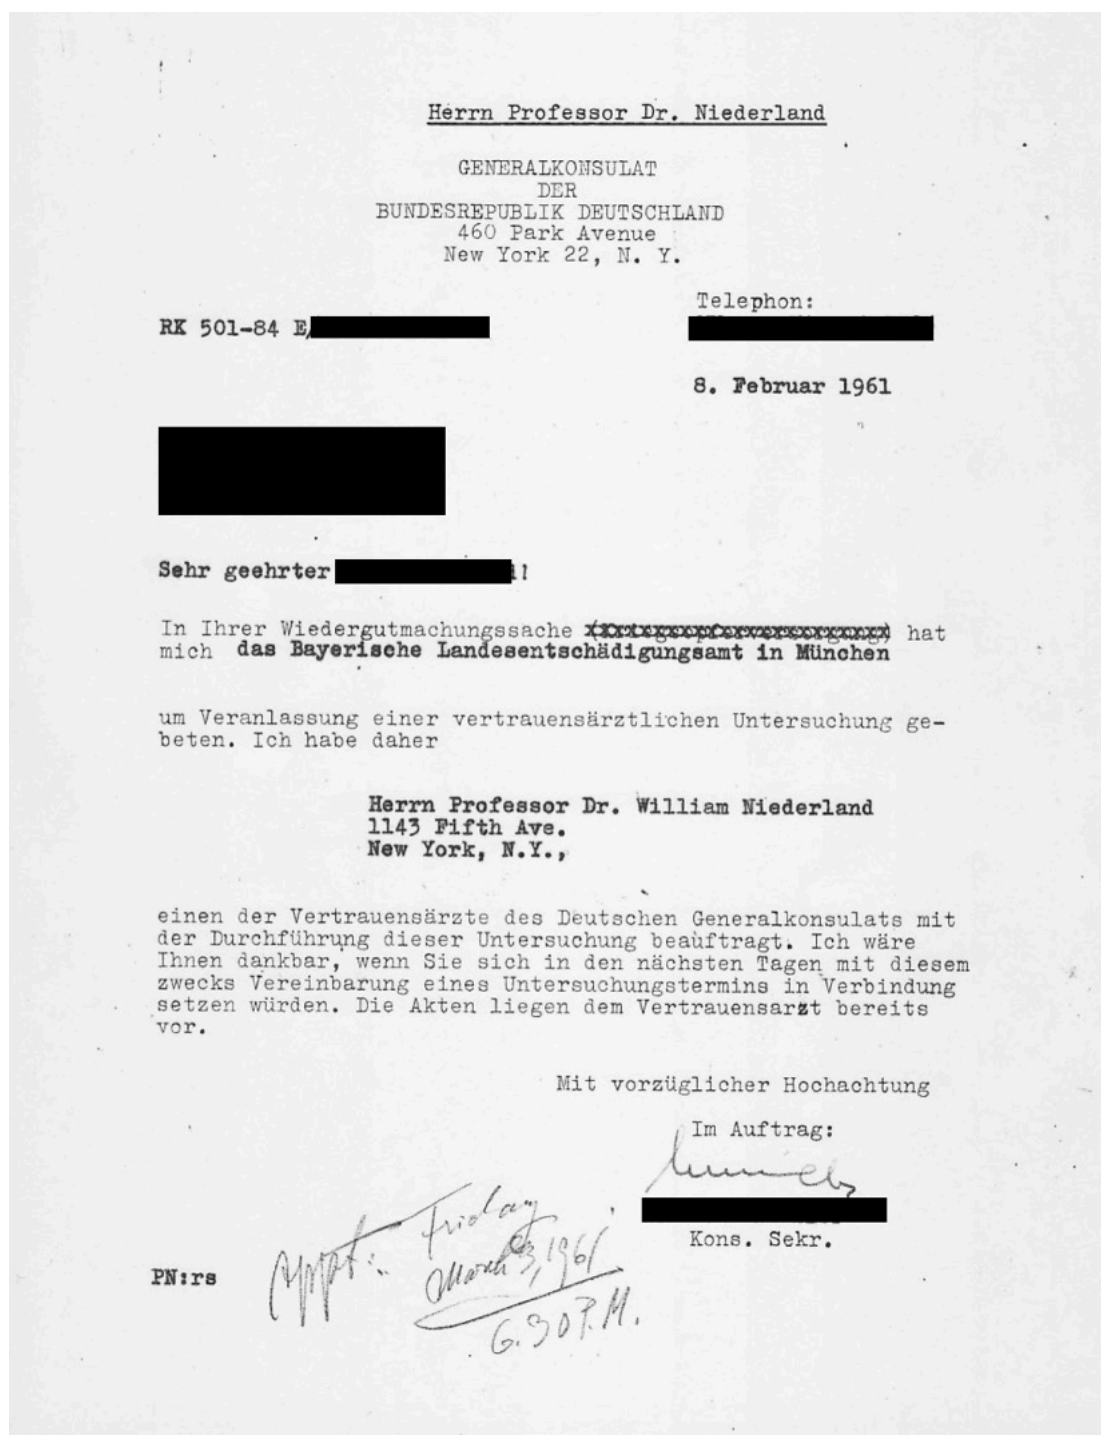 Herrn Professor Dr. Niederland
GENERALKONSULAT
DER
BUNDESREPUBLIK DEUTSCHLAND
460 Park Avenue
New York 22, N. Y.
Telephon:
RK 501-84 E
8. Februar 1961
Sehr geehrter !
In Ihrer Wiedergutmachungssache hat
mich das Bayerische Landesentschädigungsamt in München
um Veranlassung einer vertrauensärztlichen Untersuchung ge-
beten. Ich habe daher
Herrn Professor Dr. William Niederland
1143 Fifth Ave.
New York, N.Y.,
einen der Vertrauensärzte des Deutschen Generalkonsulats mit
der Durchführung dieser Untersuchung beauftragt. Ich wäre
Ihnen dankbar, wenn Sie sich in den nächsten Tagen mit diesem
zwecks Vereinbarung eines Untersuchungstermins in Verbindung
setzen würden. Die Akten liegen dem Vertrauensarzt bereits
vor.
Mit vorzüglicher Hochachtung
Im Auftrag:
Kons. Sekr.
PN:rs
Appt: Friday
March 3, 1961
6.30 P.M.